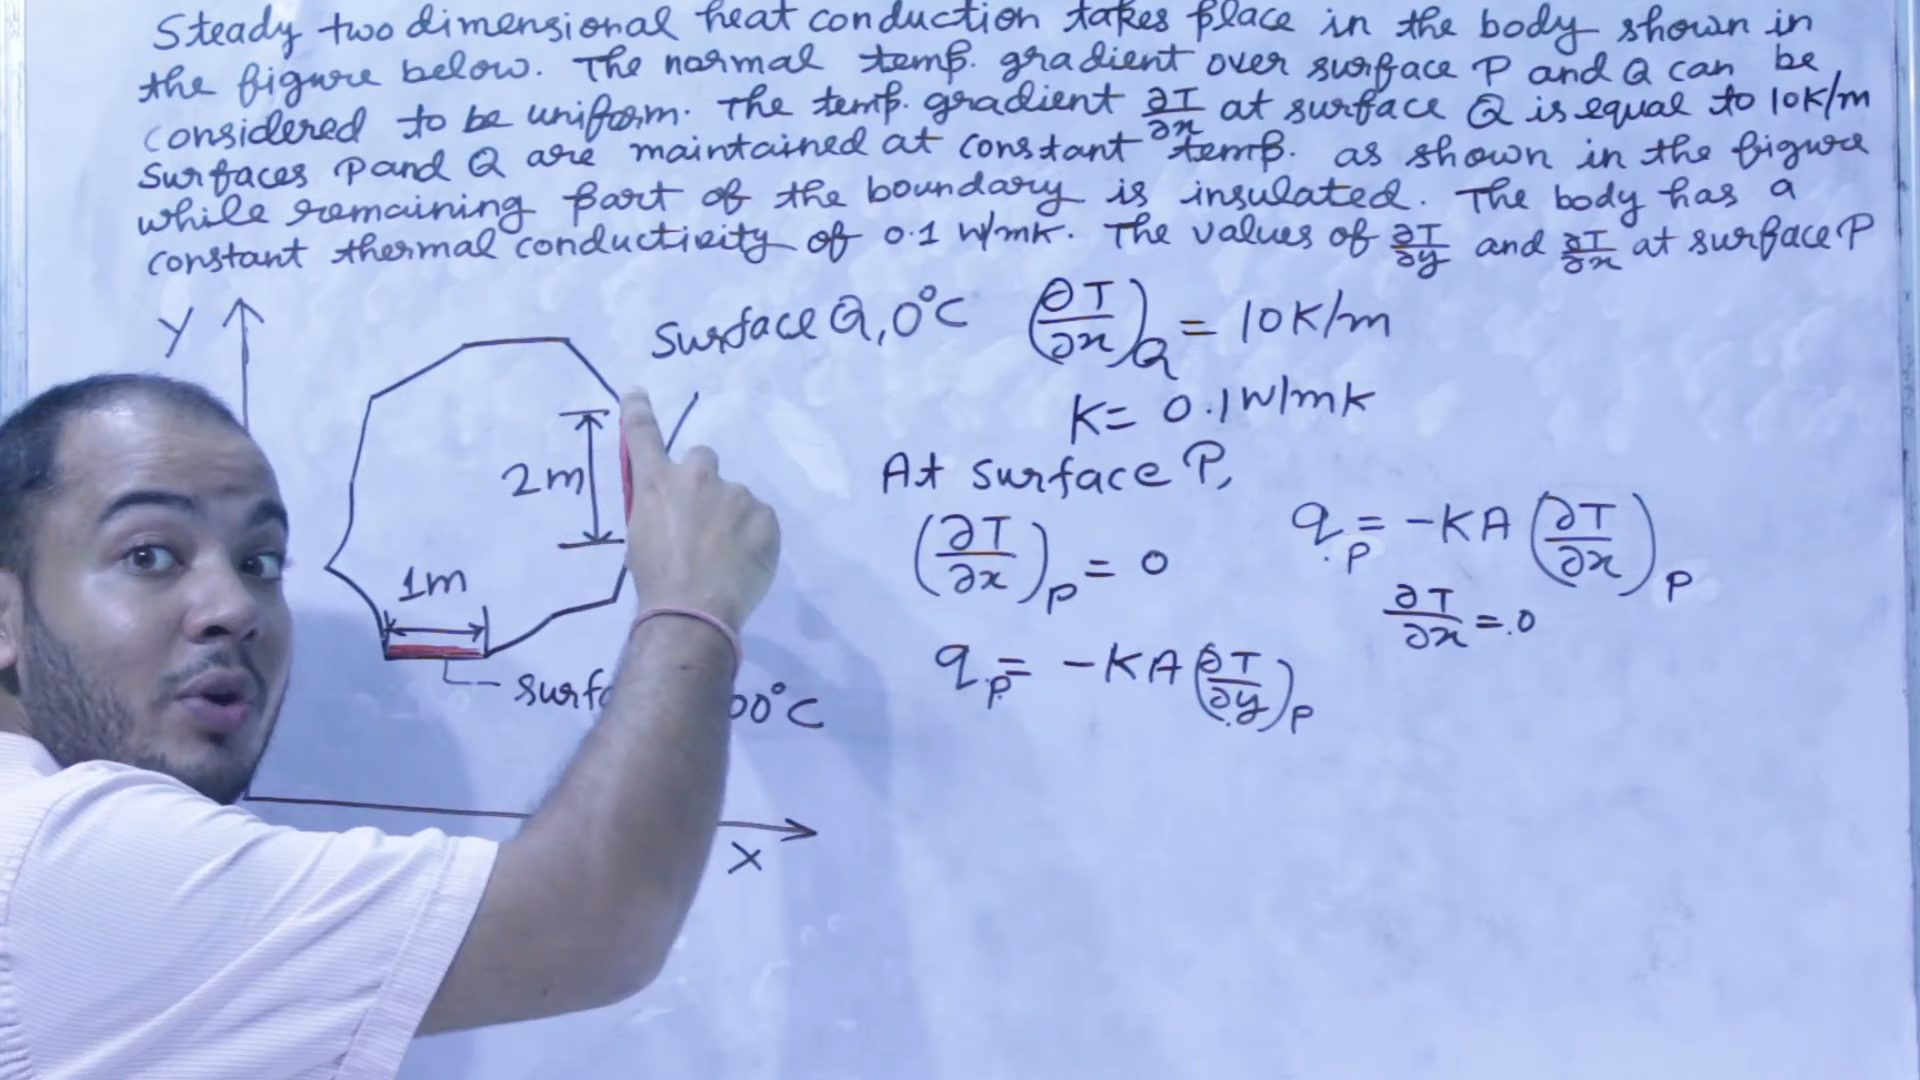 Steady two dimensional heat conduction takes place in the body shown in
the figure below. The normal temp. gradient over surface P and Q can be
considered to be uniform. The temp. gradient ∂T/∂x at surface Q is equal to 10K/m
Surfaces P and Q are maintained at constant temp. as shown in the figure
while remaining part of the boundary is insulated. The body has a
constant thermal conductivity of 0.1 W/mK. The values of ∂T/∂y and ∂T/∂x at surface P
Y
Surface Q, 0°C
(∂T/∂x)Q = 10K/m
K = 0.1 W/mK
2m
1m
00°C
X
At surface P,
(∂T/∂x)P = 0
qP = -KA (∂T/∂x)P
∂T/∂x = 0
qP = -KA (∂T/∂y)P